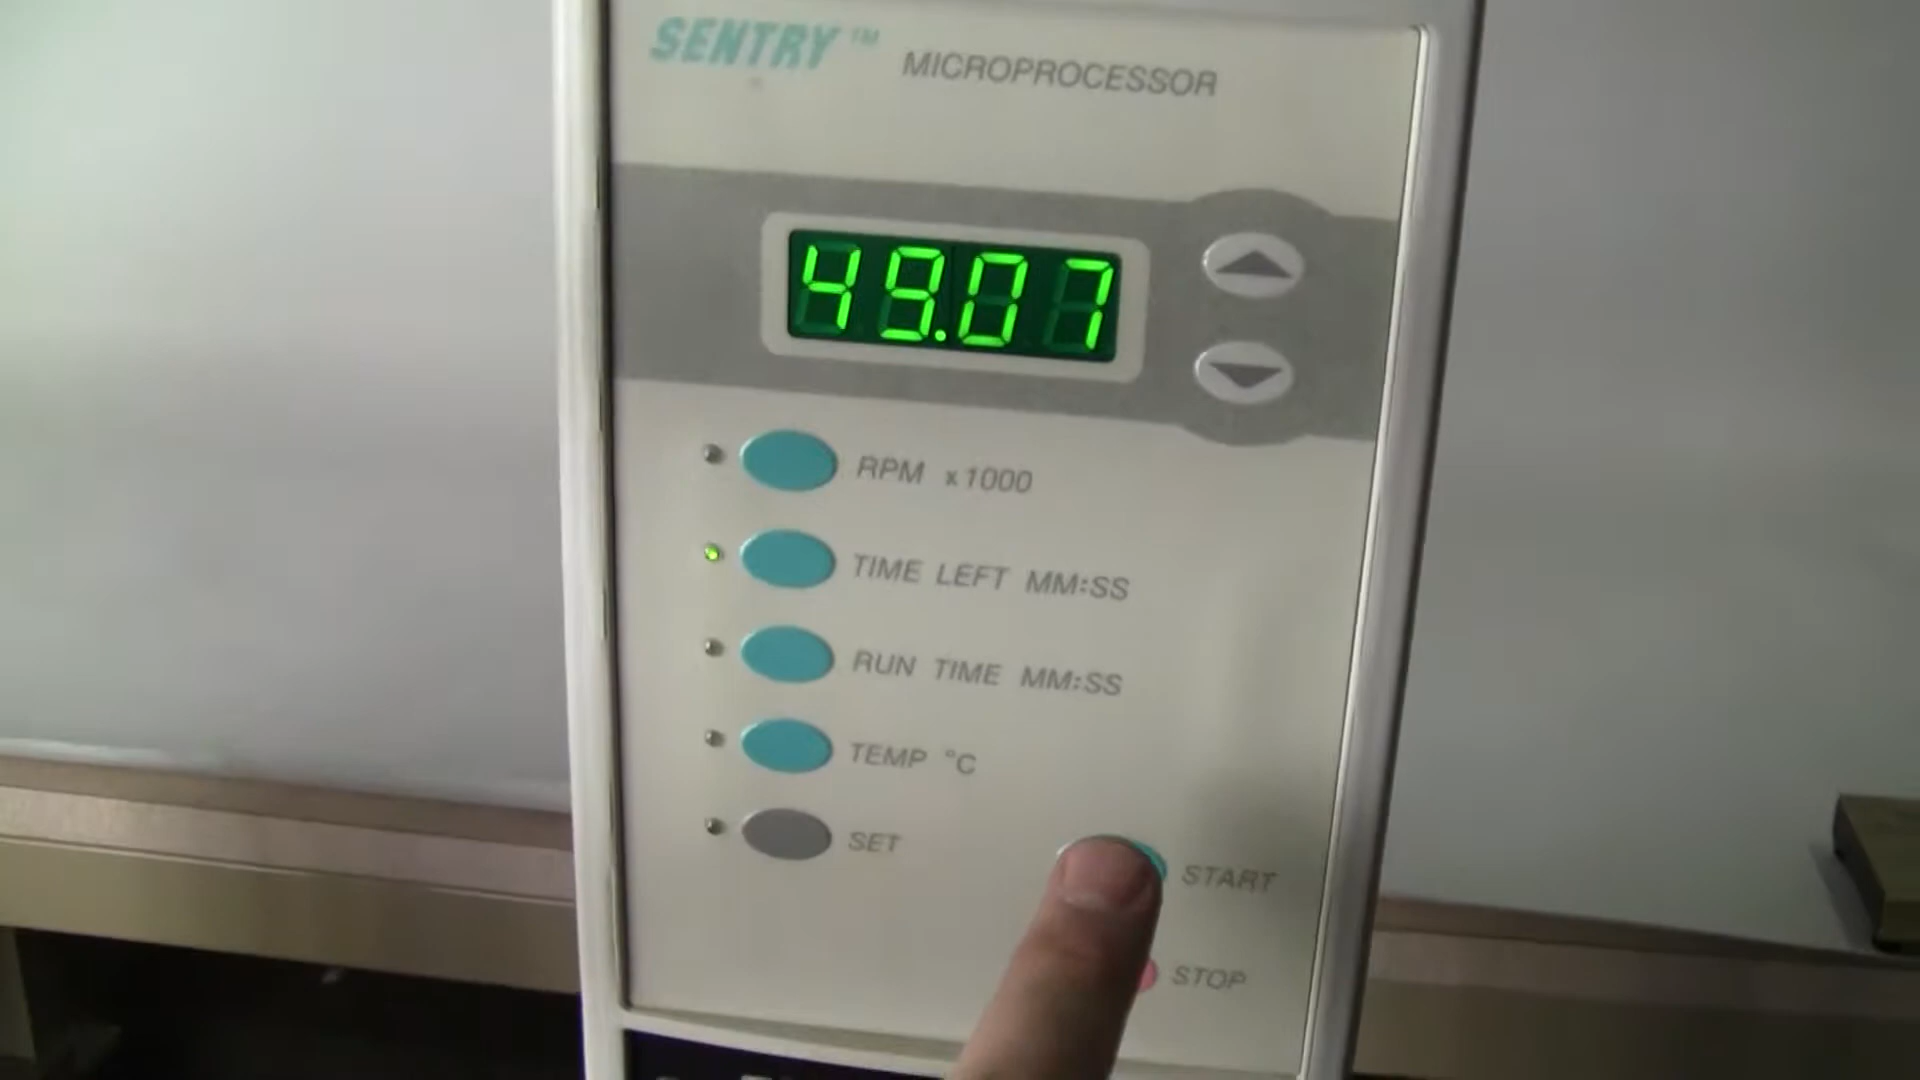 SENTRY™ MICROPROCESSOR
49.07
RPM x1000
TIME LEFT MM:SS
RUN TIME MM:SS
TEMP °C
SET
START
STOP